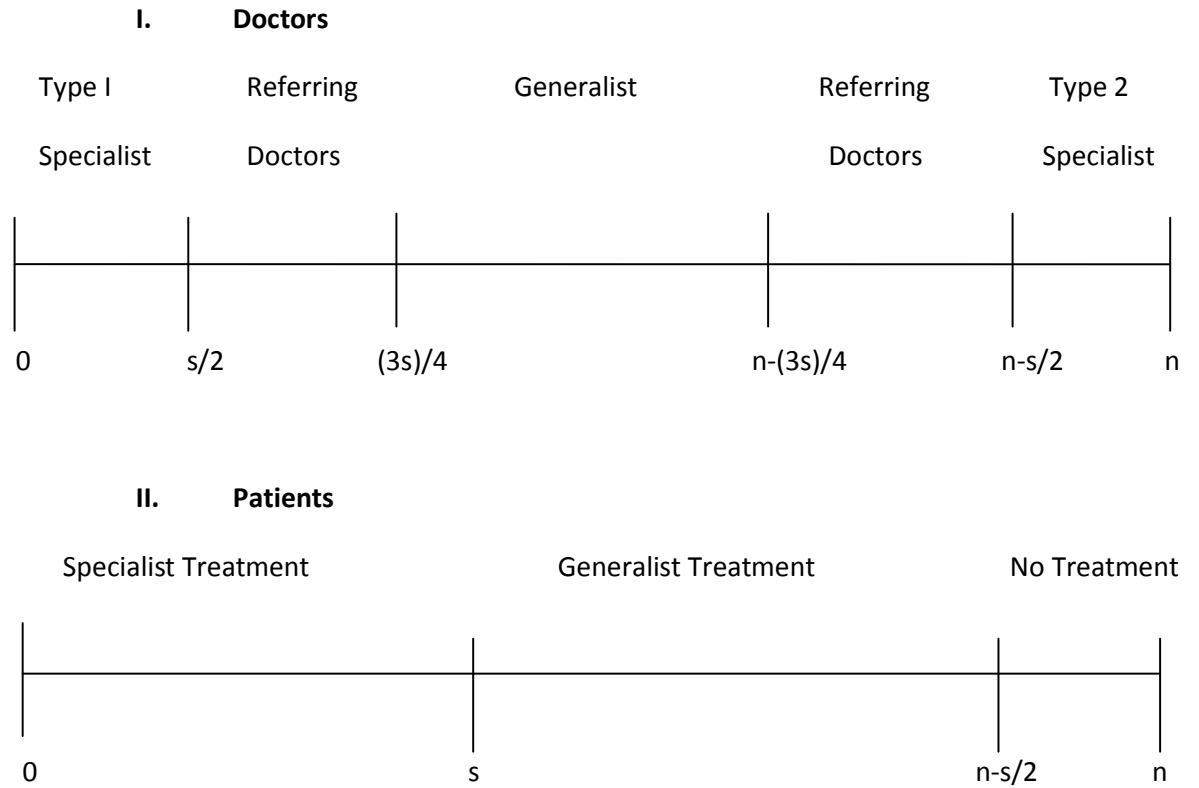 I. Doctors
Type I Referring Generalist Referring Type 2
Specialist Doctors Doctors Specialist
0 s/2 (3s)/4 n-(3s)/4 n-s/2 n
II. Patients
Specialist Treatment Generalist Treatment No Treatment
0 s n-s/2 n